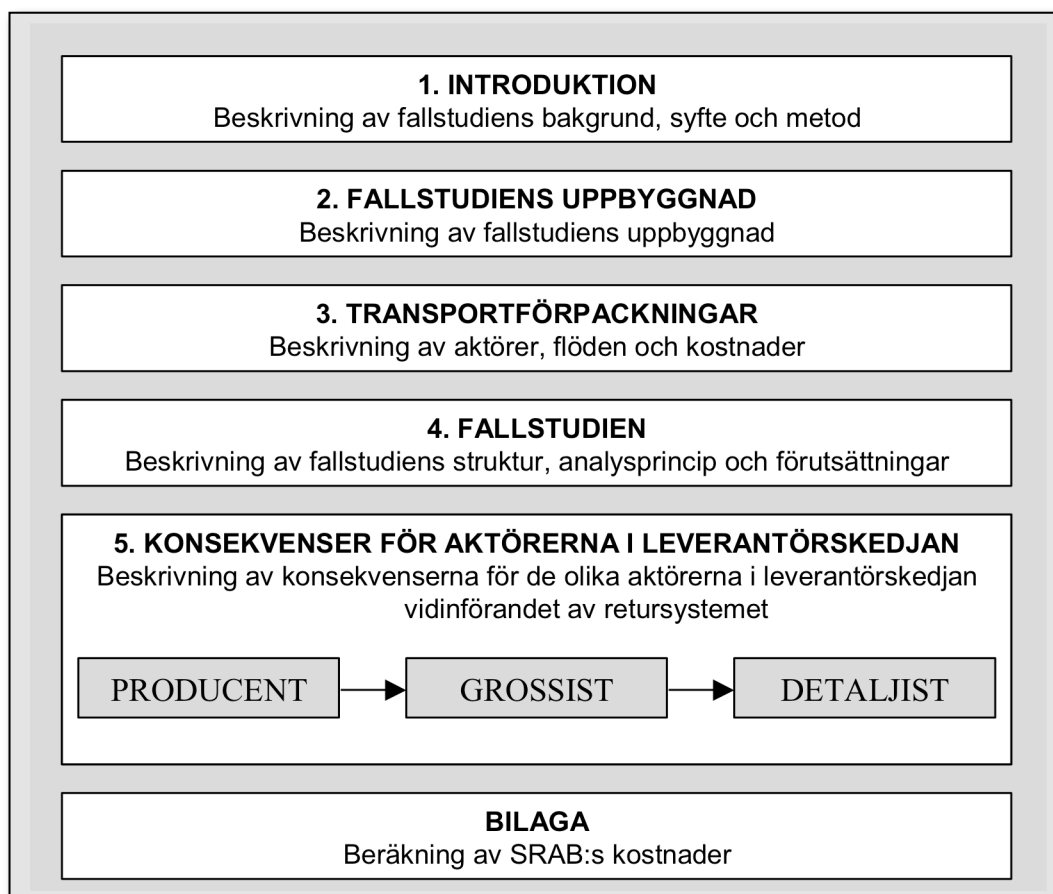 1. INTRODUKTION
Beskrivning av fallstudiens bakgrund, syfte och metod
2. FALLSTUDIENS UPPBYGGNAD
Beskrivning av fallstudiens uppbyggnad
3. TRANSPORTFÖRPACKNINGAR
Beskrivning av aktörer, flöden och kostnader
4. FALLSTUDIEN
Beskrivning av fallstudiens struktur, analysprincip och förutsättningar
5. KONSEKVENSER FÖR AKTÖRERNA I LEVERANTÖRSKEDJAN
Beskrivning av konsekvenserna för de olika aktörerna i leverantörskedjan
vidinförandet av retursystemet
PRODUCENT GROSSIST DETALJIST
BILAGA
Beräkning av SRAB:s kostnader